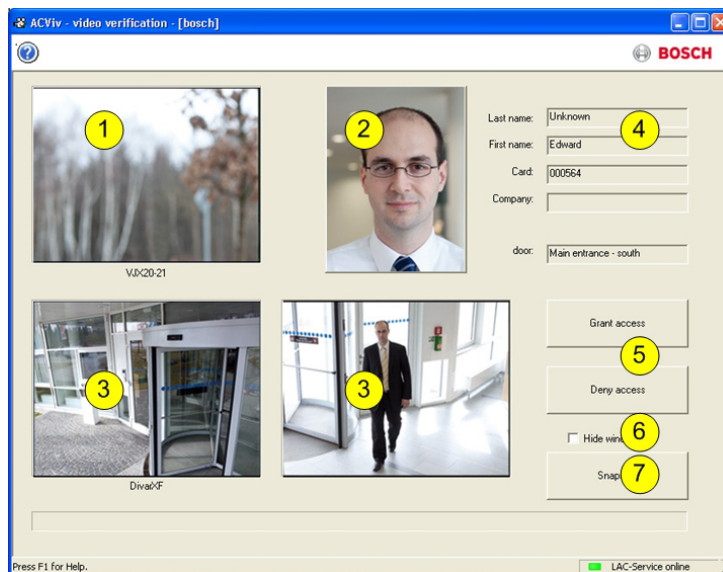 ACViv - video verification - [bosch]
BOSCH
1
2
Last name: Unknown
4
First name: Edward
Card: 000564
Company:
VJX20-21
door: Main entrance - south
3
3
Grant access
5
Deny access
6
Hide
7
DivarXF
Press F1 for Help.
LAC-Service online